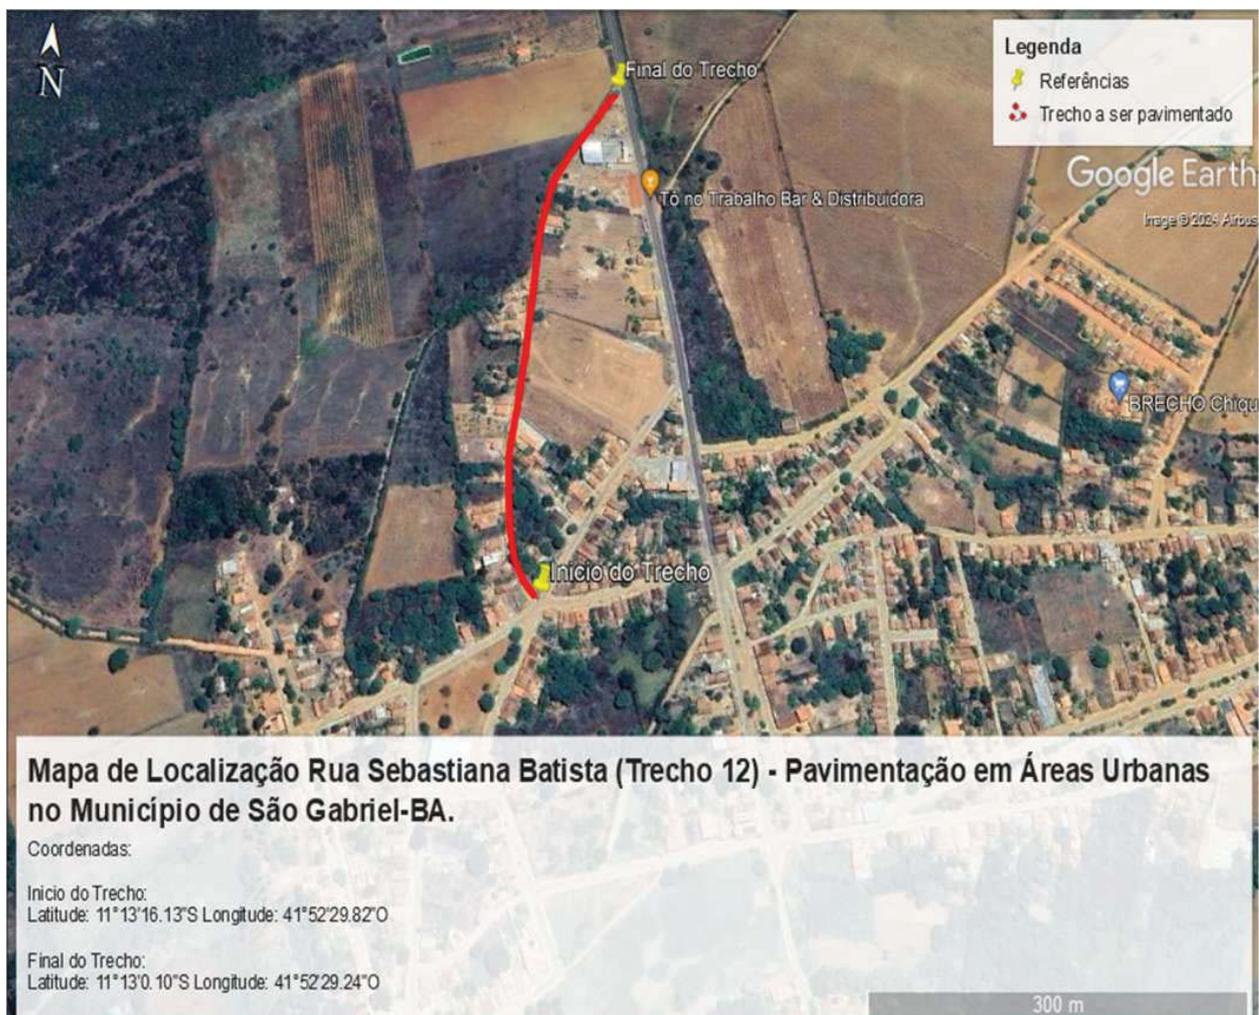 N
Final do Trecho
Legenda
Referências
Trecho a ser pavimentado
Google Earth
Image © 2024 Airbus
Tô no Trabalho Bar & Distribuidora
BRECHO Chiqu
Início do Trecho
Mapa de Localização Rua Sebastiana Batista (Trecho 12) - Pavimentação em Áreas Urbanas
no Município de São Gabriel-BA.
Coordenadas:
Inicio do Trecho:
Latitude: 11°13'16.13"S Longitude: 41°52'29.82"O
Final do Trecho:
Latitude: 11°13'0.10"S Longitude: 41°52'29.24"O
300 m